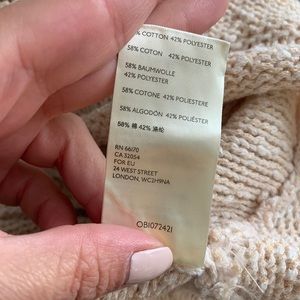 % COTTON 42% POLYESTER
58% COTON 42% POLYESTER
58% BAUMWOLLE
42% POLYESTER
58% COTONE 42% POLIESTERE
58% ALGODÓN 42% POLIÉSTER
58% 棉 42% 涤纶
RN 66170
CA 32054
FOR EU
24 WEST STREET
LONDON, WC2H9NA
OBI072421